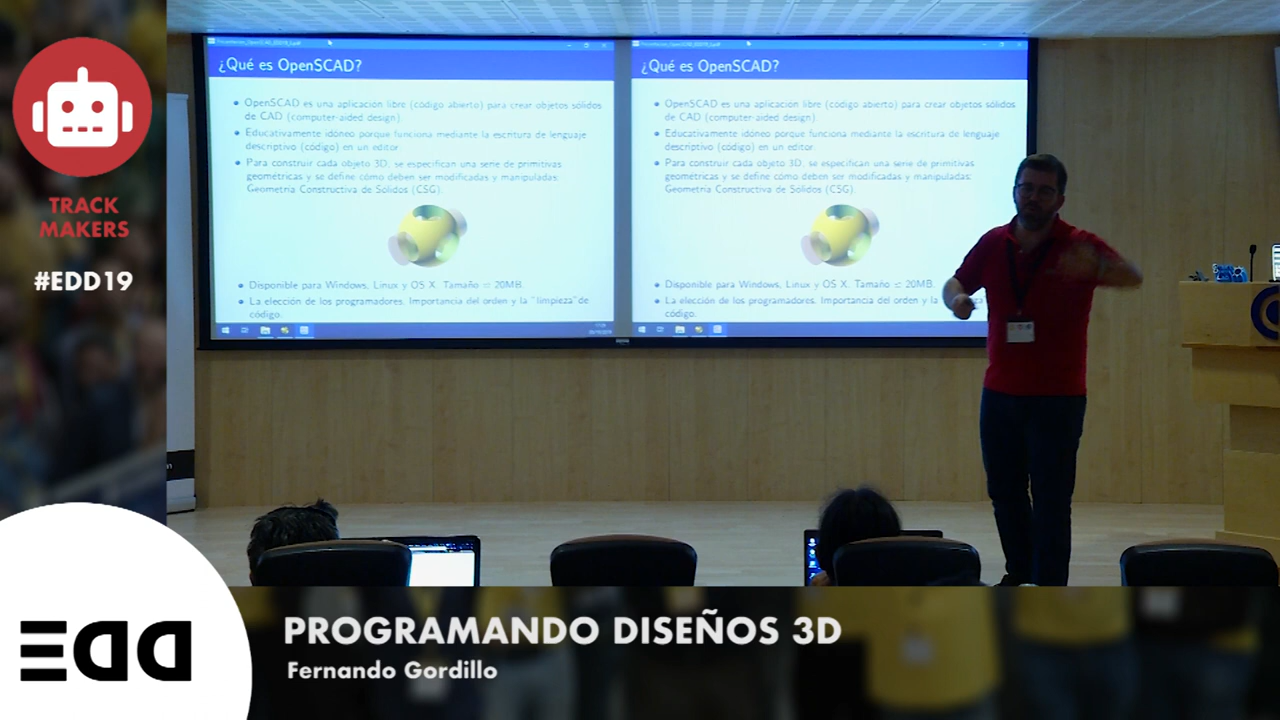 TRACK
MAKERS
#EDD19
¿Qué es OpenSCAD?
OpenSCAD es una aplicación libre (código abierto) para crear objetos sólidos
de CAD (computer-aided design).
Educativamente idóneo porque funciona mediante la escritura de lenguaje
descriptivo (código) en un editor.
Para construir cada objeto 3D, se especifican una serie de primitivas
geométricas y se define cómo deben ser modificadas y manipuladas:
Geometría Constructiva de Sólidos (CSG).
Disponible para Windows, Linux y OS X. Tamaño ≤ 20MB.
La elección de los programadores. Importancia del orden y la "limpieza" de
código.
¿Qué es OpenSCAD?
OpenSCAD es una aplicación libre (código abierto) para crear objetos sólidos
de CAD (computer-aided design).
Educativamente idóneo porque funciona mediante la escritura de lenguaje
descriptivo (código) en un editor.
Para construir cada objeto 3D, se especifican una serie de primitivas
geométricas y se define cómo deben ser modificadas y manipuladas:
Geometría Constructiva de Sólidos (CSG).
Disponible para Windows, Linux y OS X. Tamaño ≤ 20MB.
La elección de los programadores. Importancia del orden y la
código.
EDD
PROGRAMANDO DISEÑOS 3D
Fernando Gordillo